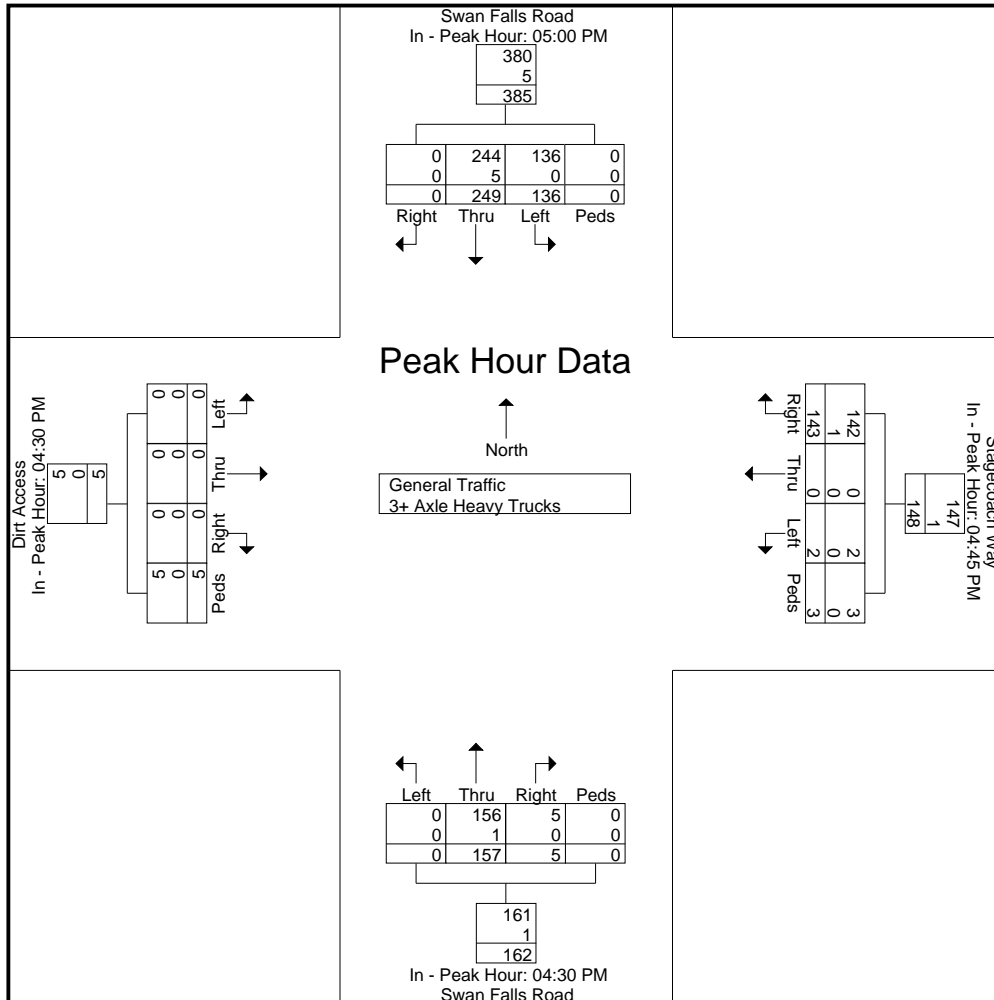 Swan Falls Road
In - Peak Hour: 05:00 PM
380
5
385
0 244 136 0
0 5 0 0
0 249 136 0
Right Thru Left Peds
Peak Hour Data
North
General Traffic
3+ Axle Heavy Trucks
Dirt Access
In - Peak Hour: 04:30 PM
5
0
5
Left Thru Right Peds
0 0 0 5
0 0 0 0
0 0 0 5
Stagecoach Way
In - Peak Hour: 04:45 PM
147
1
148
142 0 2 3
1 0 0 0
143 0 2 3
Right Thru Left Peds
Left Thru Right Peds
0 156 5 0
0 1 0 0
0 157 5 0
161
1
162
In - Peak Hour: 04:30 PM
Swan Falls Road